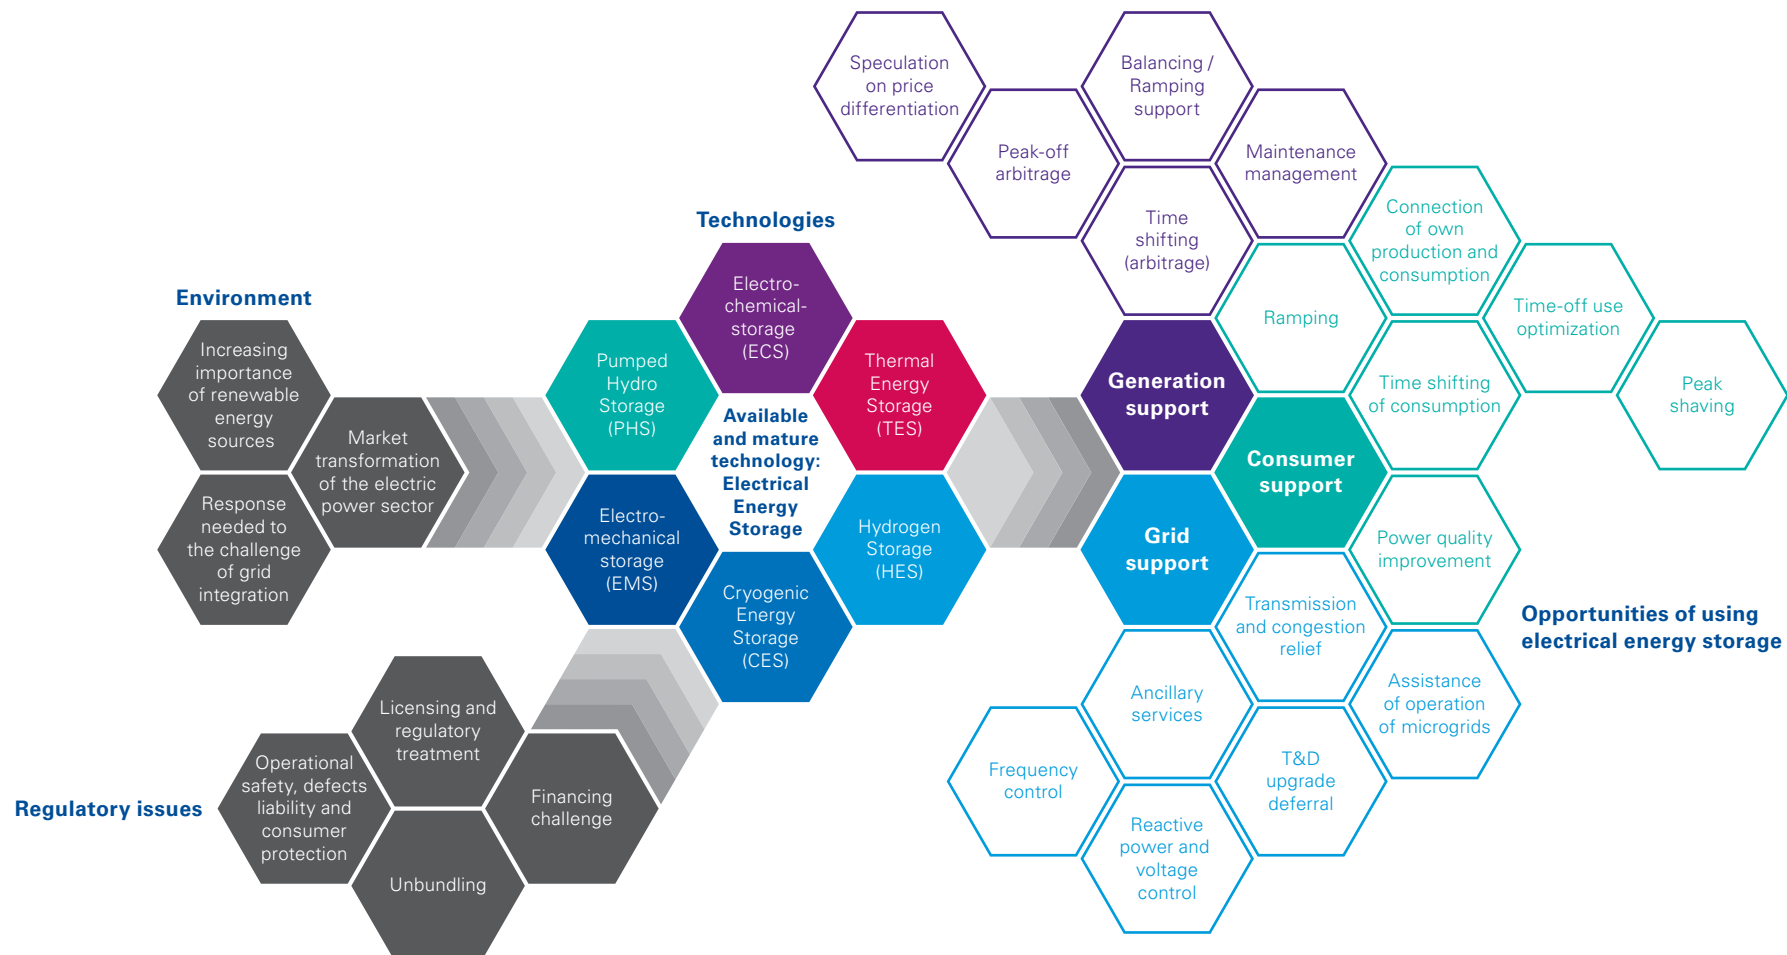 Environment
Increasing
importance
of renewable
energy
sources
Market
transformation
of the electric
power sector
Response
needed to
the challenge
of grid
integration
Regulatory issues
Licensing and
regulatory
treatment
Operational
safety, defects
liability and
consumer
protection
Financing
challenge
Unbundling
Technologies
Electro-
chemical-
storage
(ECS)
Pumped
Hydro
Storage
(PHS)
Thermal
Energy
Storage
(TES)
Available
and mature
technology:
Electrical
Energy
Storage
Electro-
mechanical
storage
(EMS)
Hydrogen
Storage
(HES)
Cryogenic
Energy
Storage
(CES)
Speculation
on price
differentiation
Balancing /
Ramping
support
Peak-off
arbitrage
Maintenance
management
Time
shifting
(arbitrage)
Generation
support
Connection
of own
production and
consumption
Ramping
Time-off use
optimization
Time shifting
of consumption
Peak
shaving
Consumer
support
Power quality
improvement
Grid
support
Transmission
and congestion
relief
Ancillary
services
Assistance
of operation
of microgrids
Frequency
control
T&D
upgrade
deferral
Reactive
power and
voltage
control
Opportunities of using
electrical energy storage